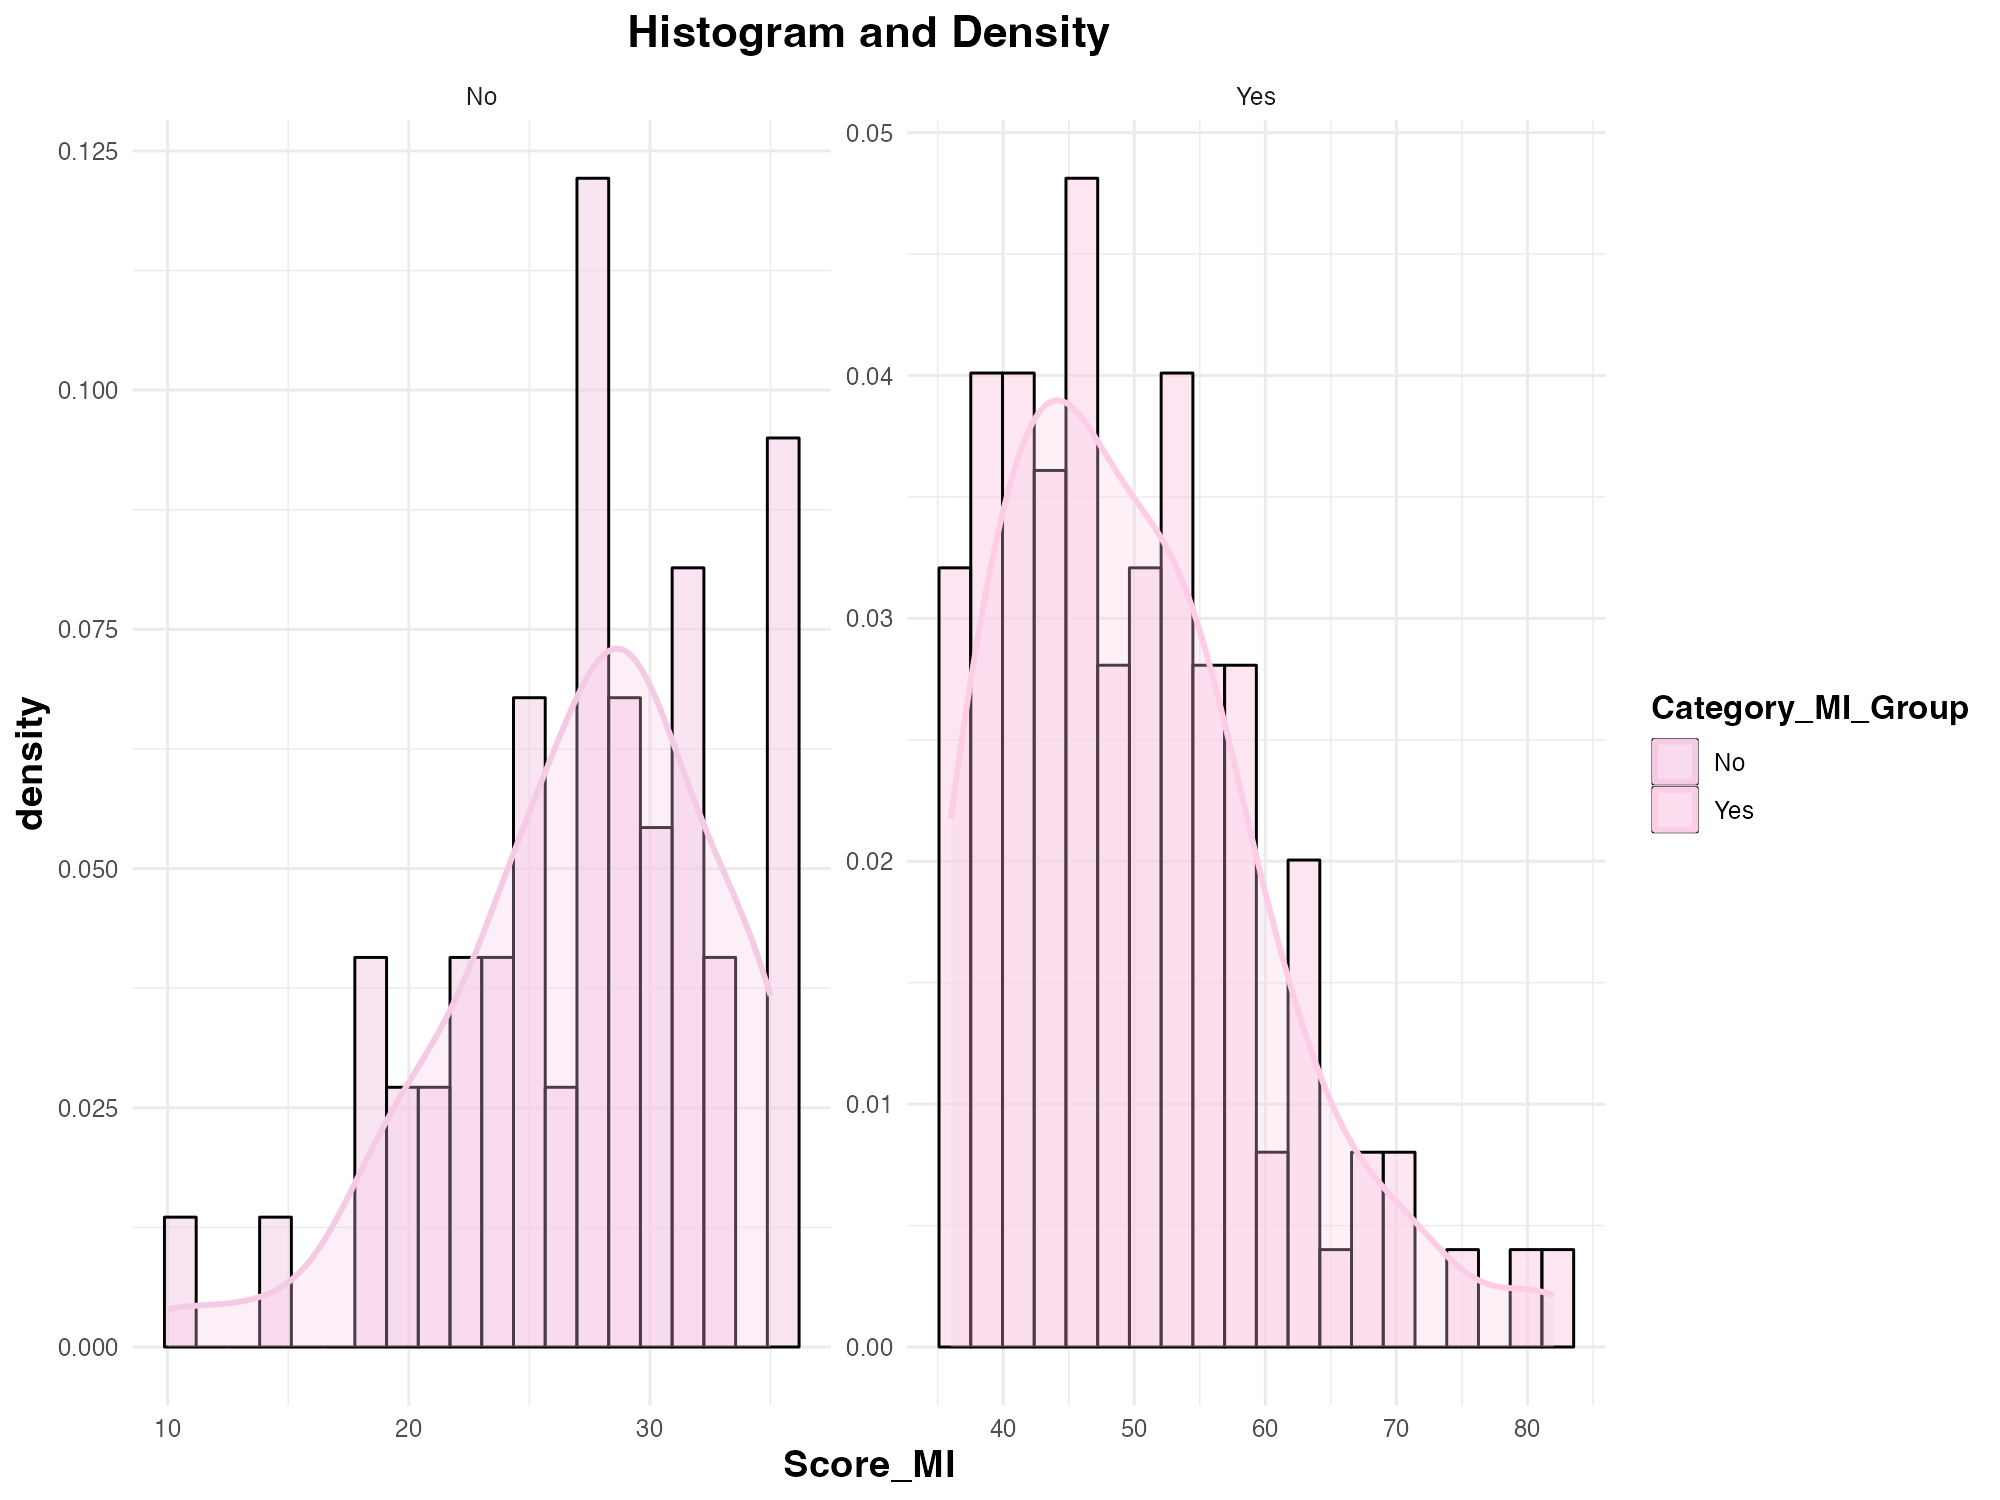 Histogram and Density
No
Yes
0.125
0.100
0.075
0.050
0.025
0.000
0.05
0.04
0.03
0.02
0.01
0.00
10 20 30
40 50 60 70 80
density
Score_MI
Category_MI_Group
No
Yes